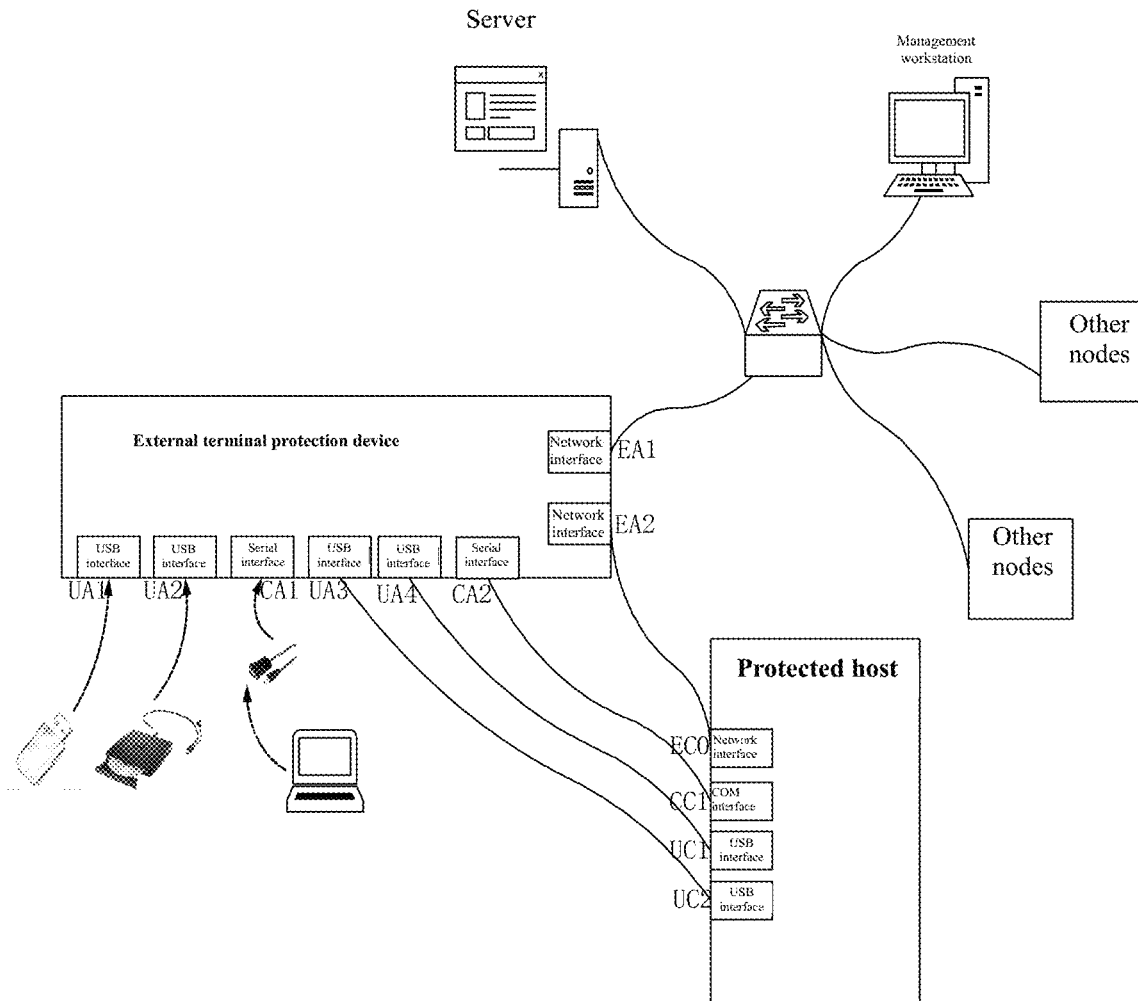 Server
Management
workstation
x
Other
nodes
External terminal protection device
Network
interface
EA1
Network
interface
EA2
Other
nodes
USB
interface
USB
interface
Serial
interface
USB
interface
USB
interface
Serial
interface
UA1
UA2
CA1
UA3
UA4
CA2
Protected host
EC0
Network
interface
CC1
COM
interface
UC1
USB
interface
UC2
USB
interface